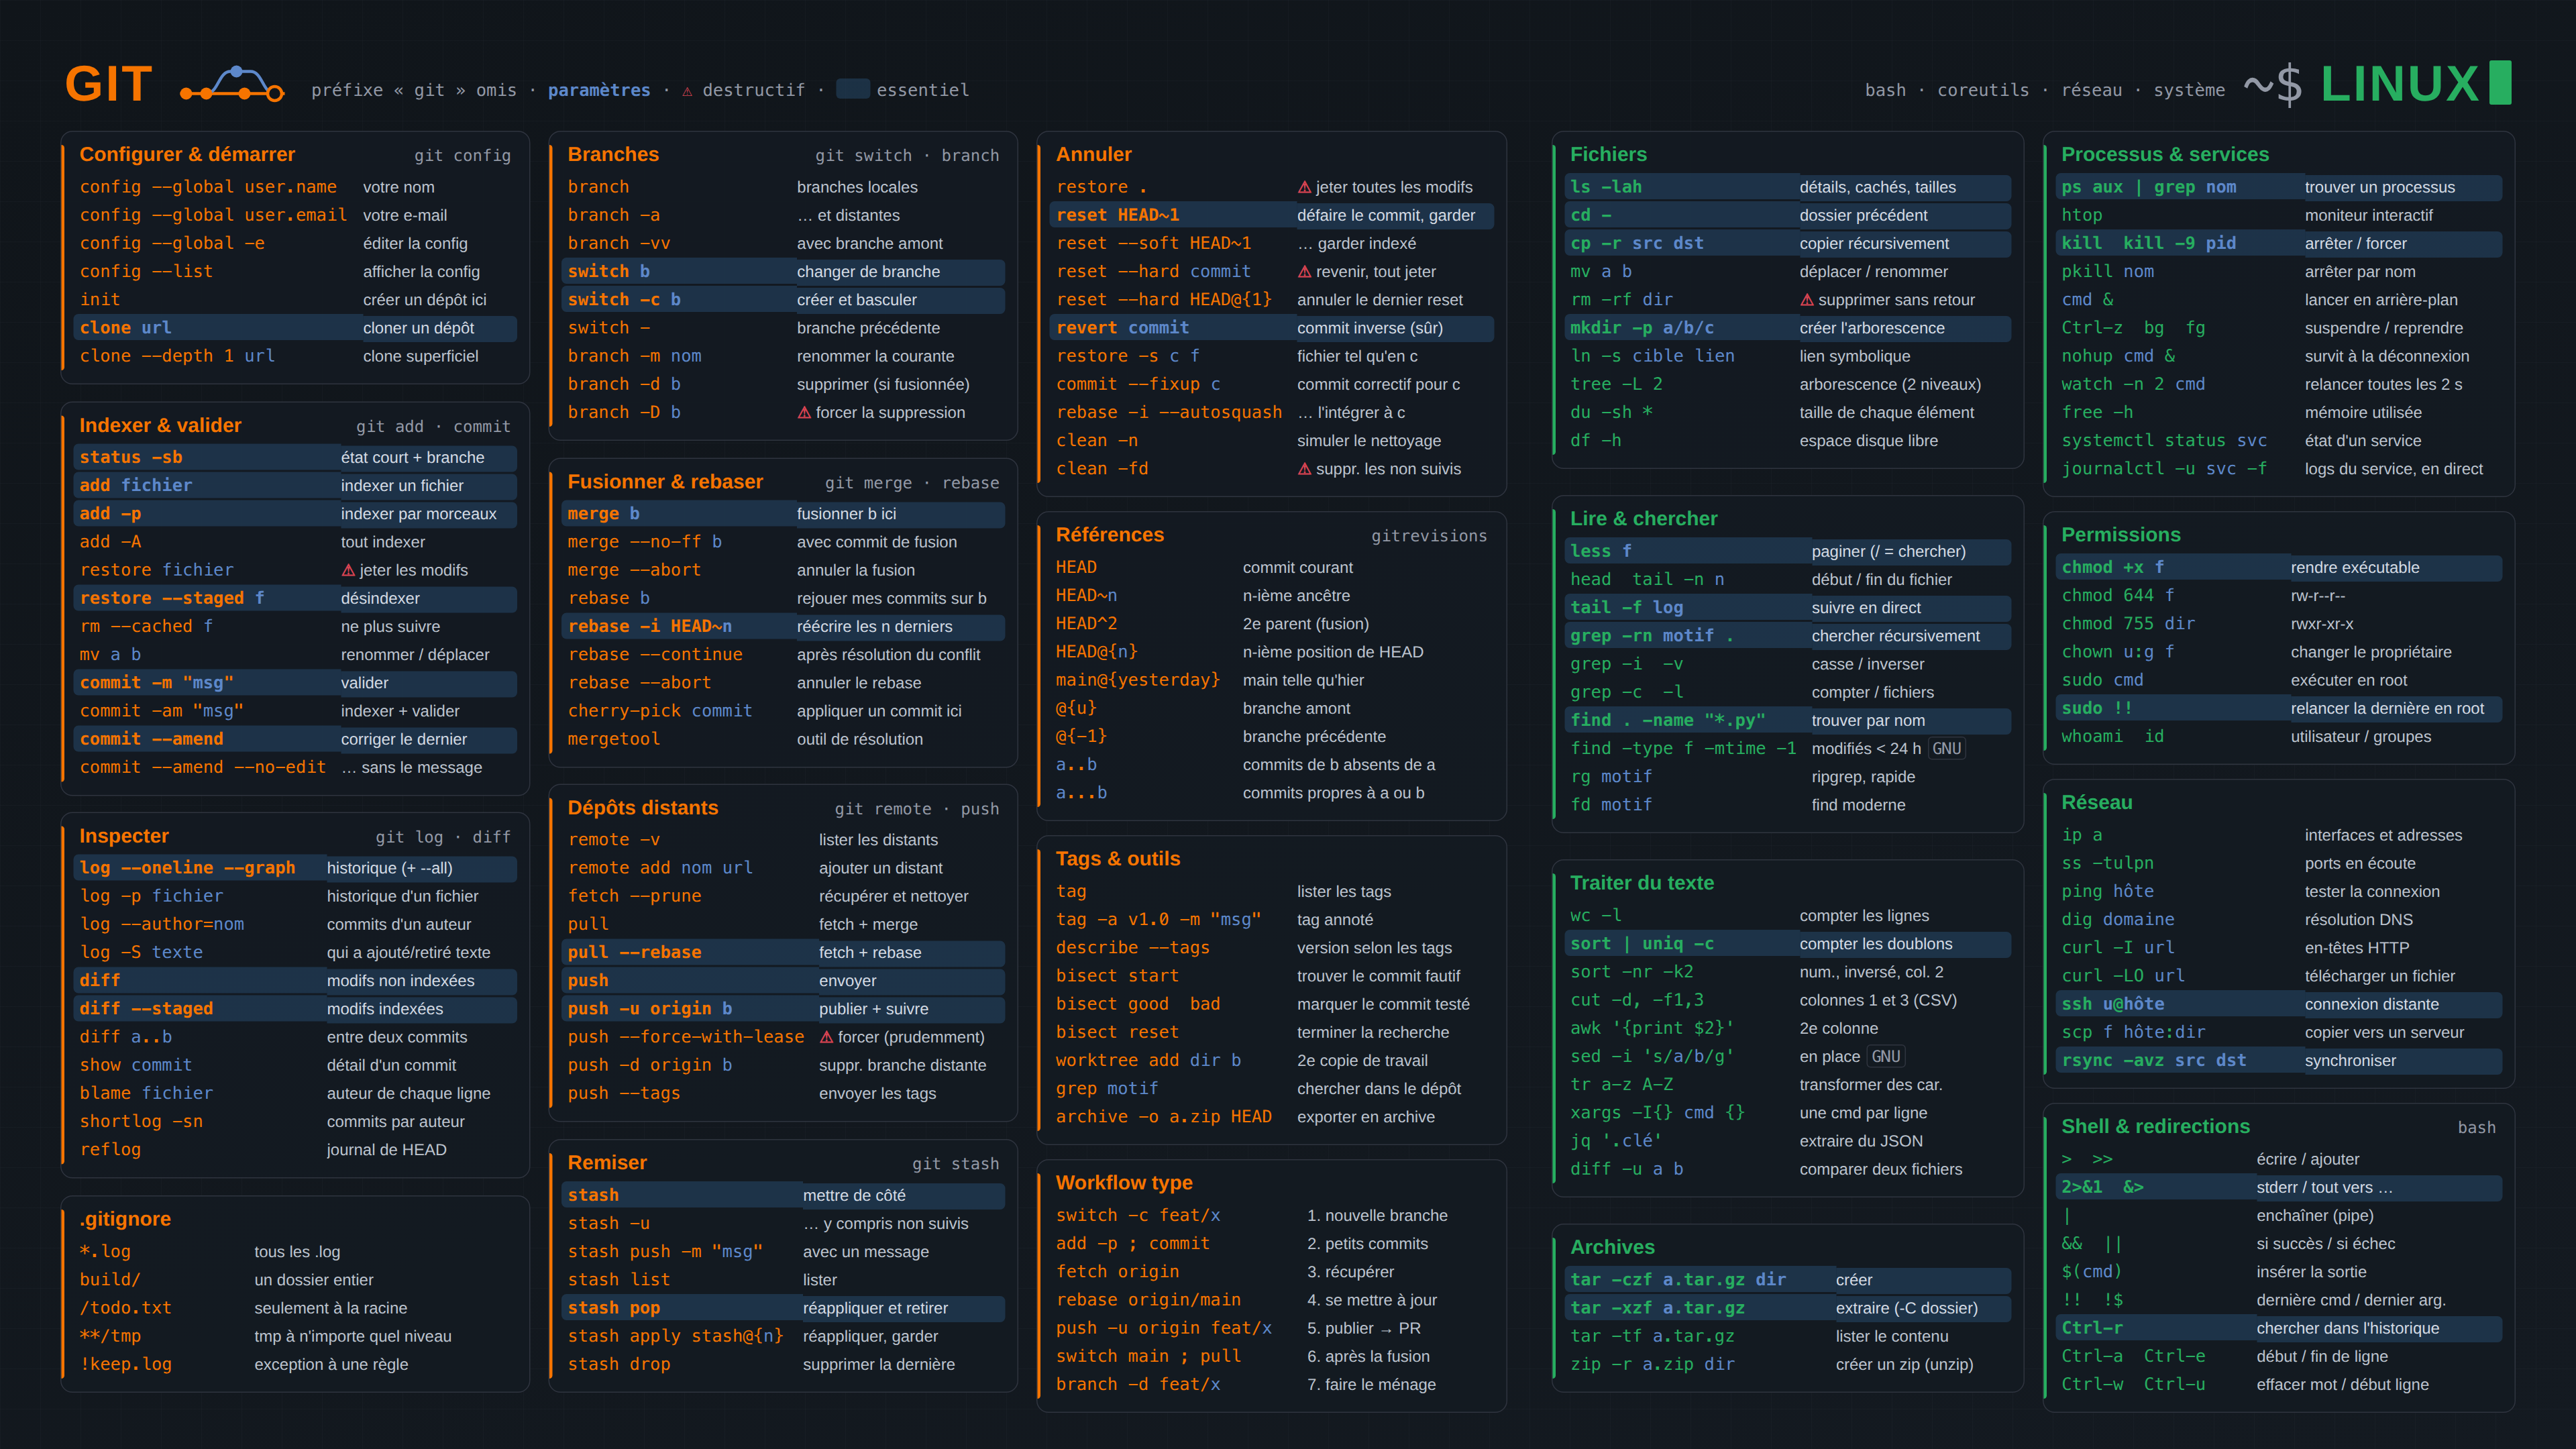 GIT préfixe « git » omis · paramètres · ⚠ destructif · essentiel
bash · coreutils · réseau · système ~$ LINUX
Configurer & démarrer git config
config --global user.name votre nom
config --global user.email votre e-mail
config --global -e éditer la config
config --list afficher la config
init créer un dépôt ici
clone url cloner un dépôt
clone --depth 1 url clone superficiel
Indexer & valider git add · commit
status -sb état court + branche
add fichier indexer un fichier
add -p indexer par morceaux
add -A tout indexer
restore fichier ⚠ jeter les modifs
restore --staged f désindexer
rm --cached f ne plus suivre
mv a b renommer / déplacer
commit -m "msg" valider
commit -am "msg" indexer + valider
commit --amend corriger le dernier
commit --amend --no-edit … sans le message
Inspecter git log · diff
log --oneline --graph historique (+ --all)
log -p fichier historique d'un fichier
log --author=nom commits d'un auteur
log -S texte qui a ajouté/retiré texte
diff modifs non indexées
diff --staged modifs indexées
diff a..b entre deux commits
show commit détail d'un commit
blame fichier auteur de chaque ligne
shortlog -sn commits par auteur
reflog journal de HEAD
.gitignore
*.log tous les .log
build/ un dossier entier
/todo.txt seulement à la racine
**/tmp tmp à n'importe quel niveau
!keep.log exception à une règle
Branches git switch · branch
branch branches locales
branch -a … et distantes
branch -vv avec branche amont
switch b changer de branche
switch -c b créer et basculer
switch - branche précédente
branch -m nom renommer la courante
branch -d b supprimer (si fusionnée)
branch -D b ⚠ forcer la suppression
Fusionner & rebaser git merge · rebase
merge b fusionner b ici
merge --no-ff b avec commit de fusion
merge --abort annuler la fusion
rebase b rejouer mes commits sur b
rebase -i HEAD~n réécrire les n derniers
rebase --continue après résolution du conflit
rebase --abort annuler le rebase
cherry-pick commit appliquer un commit ici
mergetool outil de résolution
Dépôts distants git remote · push
remote -v lister les distants
remote add nom url ajouter un distant
fetch --prune récupérer et nettoyer
pull fetch + merge
pull --rebase fetch + rebase
push envoyer
push -u origin b publier + suivre
push --force-with-lease ⚠ forcer (prudemment)
push -d origin b suppr. branche distante
push --tags envoyer les tags
Remiser git stash
stash mettre de côté
stash -u … y compris non suivis
stash push -m "msg" avec un message
stash list lister
stash pop réappliquer et retirer
stash apply stash@{n} réappliquer, garder
stash drop supprimer la dernière
Annuler
restore . ⚠ jeter toutes les modifs
reset HEAD~1 défaire le commit, garder
reset --soft HEAD~1 … garder indexé
reset --hard commit ⚠ revenir, tout jeter
reset --hard HEAD@{1} annuler le dernier reset
revert commit commit inverse (sûr)
restore -s c f fichier tel qu'en c
commit --fixup c commit correctif pour c
rebase -i --autosquash … l'intégrer à c
clean -n simuler le nettoyage
clean -fd ⚠ suppr. les non suivis
Références gitrevisions
HEAD commit courant
HEAD~n n-ième ancêtre
HEAD^2 2e parent (fusion)
HEAD@{n} n-ième position de HEAD
main@{yesterday} main telle qu'hier
@{u} branche amont
@{-1} branche précédente
a..b commits de b absents de a
a...b commits propres à a ou b
Tags & outils
tag lister les tags
tag -a v1.0 -m "msg" tag annoté
describe --tags version selon les tags
bisect start trouver le commit fautif
bisect good bad marquer le commit testé
bisect reset terminer la recherche
worktree add dir b 2e copie de travail
grep motif chercher dans le dépôt
archive -o a.zip HEAD exporter en archive
Workflow type
switch -c feat/x 1. nouvelle branche
add -p ; commit 2. petits commits
fetch origin 3. récupérer
rebase origin/main 4. se mettre à jour
push -u origin feat/x 5. publier → PR
switch main ; pull 6. après la fusion
branch -d feat/x 7. faire le ménage
Fichiers
ls -lah détails, cachés, tailles
cd - dossier précédent
cp -r src dst copier récursivement
mv a b déplacer / renommer
rm -rf dir ⚠ supprimer sans retour
mkdir -p a/b/c créer l'arborescence
ln -s cible lien lien symbolique
tree -L 2 arborescence (2 niveaux)
du -sh * taille de chaque élément
df -h espace disque libre
Lire & chercher
less f paginer (/ = chercher)
head tail -n n début / fin du fichier
tail -f log suivre en direct
grep -rn motif . chercher récursivement
grep -i -v casse / inverser
grep -c -l compter / fichiers
find . -name "*.py" trouver par nom
find -type f -mtime -1 modifiés < 24 h GNU
rg motif ripgrep, rapide
fd motif find moderne
Traiter du texte
wc -l compter les lignes
sort | uniq -c compter les doublons
sort -nr -k2 num., inversé, col. 2
cut -d, -f1,3 colonnes 1 et 3 (CSV)
awk '{print $2}' 2e colonne
sed -i 's/a/b/g' en place GNU
tr a-z A-Z transformer des car.
xargs -I{} cmd {} une cmd par ligne
jq '.clé' extraire du JSON
diff -u a b comparer deux fichiers
Archives
tar -czf a.tar.gz dir créer
tar -xzf a.tar.gz extraire (-C dossier)
tar -tf a.tar.gz lister le contenu
zip -r a.zip dir créer un zip (unzip)
Processus & services
ps aux | grep nom trouver un processus
htop moniteur interactif
kill kill -9 pid arrêter / forcer
pkill nom arrêter par nom
cmd & lancer en arrière-plan
Ctrl-z bg fg suspendre / reprendre
nohup cmd & survit à la déconnexion
watch -n 2 cmd relancer toutes les 2 s
free -h mémoire utilisée
systemctl status svc état d'un service
journalctl -u svc -f logs du service, en direct
Permissions
chmod +x f rendre exécutable
chmod 644 f rw-r--r--
chmod 755 dir rwxr-xr-x
chown u:g f changer le propriétaire
sudo cmd exécuter en root
sudo !! relancer la dernière en root
whoami id utilisateur / groupes
Réseau
ip a interfaces et adresses
ss -tulpn ports en écoute
ping hôte tester la connexion
dig domaine résolution DNS
curl -I url en-têtes HTTP
curl -LO url télécharger un fichier
ssh u@hôte connexion distante
scp f hôte:dir copier vers un serveur
rsync -avz src dst synchroniser
Shell & redirections bash
> >> écrire / ajouter
2>&1 &> stderr / tout vers …
| enchaîner (pipe)
&& || si succès / si échec
$(cmd) insérer la sortie
!! !$ dernière cmd / dernier arg.
Ctrl-r chercher dans l'historique
Ctrl-a Ctrl-e début / fin de ligne
Ctrl-w Ctrl-u effacer mot / début ligne